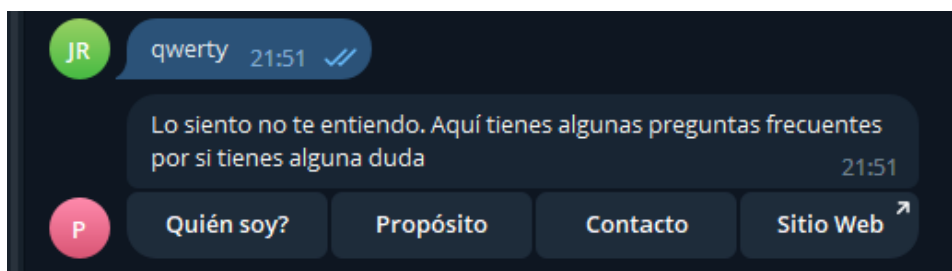 JR
qwerty 21:51
Lo siento no te entiendo. Aquí tienes algunas preguntas frecuentes
por si tienes alguna duda
21:51
P
Quién soy? Propósito Contacto Sitio Web